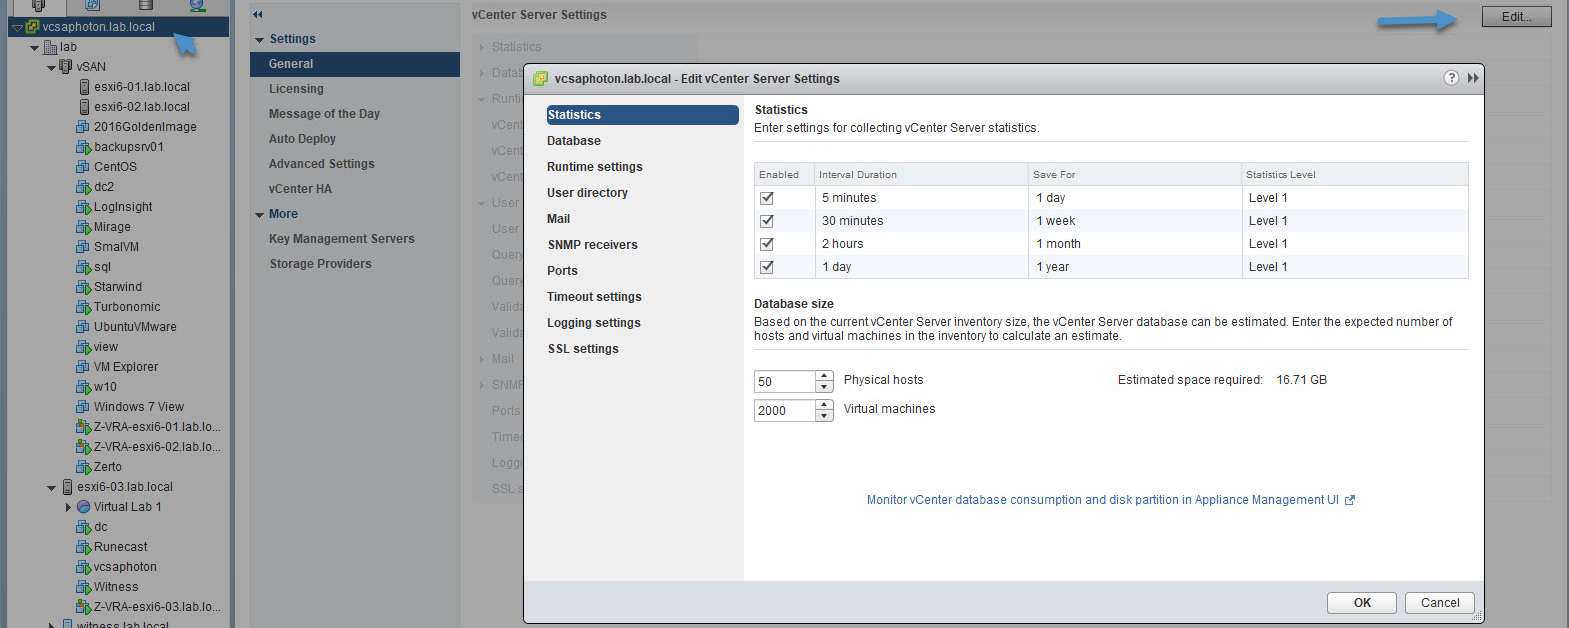 vcsaphoton.lab.local
lab
vSAN
esxi6-01.lab.local
esxi6-02.lab.local
2016GoldenImage
backupsrv01
CentOS
dc2
LogInsight
Mirage
SmalVM
sql
Starwind
Turbonomic
UbuntuVMware
view
VM Explorer
w10
Windows 7 View
Z-VRA-esxi6-01.lab.lo...
Z-VRA-esxi6-02.lab.lo...
Zerto
esxi6-03.lab.local
Virtual Lab 1
dc
Runecast
vcsaphoton
Witness
Z-VRA-esxi6-03.lab.lo...
witness.lab.local
Settings
General
Licensing
Message of the Day
Auto Deploy
Advanced Settings
vCenter HA
More
Key Management Servers
Storage Providers
vCenter Server Settings
Edit...
Statistics
Datab
Runti
vCent
vCent
vCent
User
User
Query
Query
Valida
Valida
Mail
SNMF
Ports
Timeo
Loggi
SSL s
vcsaphoton.lab.local - Edit vCenter Server Settings
?
Statistics
Database
Runtime settings
User directory
Mail
SNMP receivers
Ports
Timeout settings
Logging settings
SSL settings
Statistics
Enter settings for collecting vCenter Server statistics.
Enabled Interval Duration Save For Statistics Level
5 minutes 1 day Level 1
30 minutes 1 week Level 1
2 hours 1 month Level 1
1 day 1 year Level 1
Database size
Based on the current vCenter Server inventory size, the vCenter Server database can be estimated. Enter the expected number of
hosts and virtual machines in the inventory to calculate an estimate.
50 Physical hosts Estimated space required: 16.71 GB
2000 Virtual machines
Monitor vCenter database consumption and disk partition in Appliance Management UI
OK Cancel